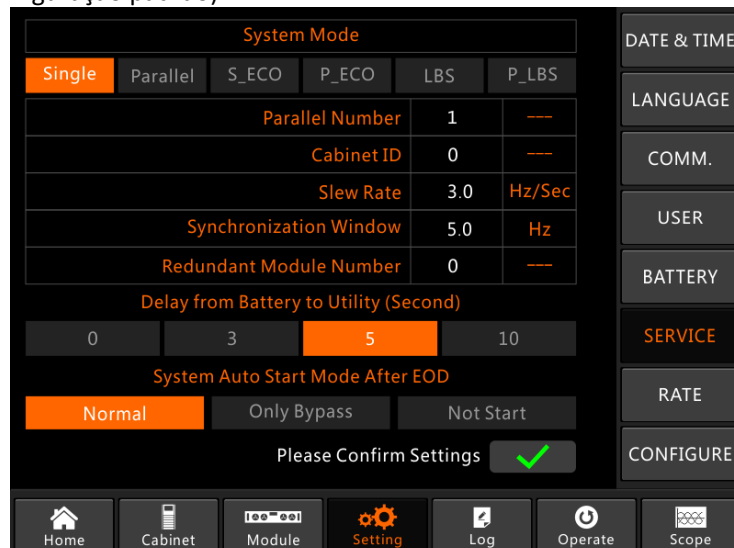 System Mode
DATE & TIME
Single Parallel S_ECO P_ECO LBS P_LBS
LANGUAGE
Parallel Number 1 ---
Cabinet ID 0 ---
COMM.
Slew Rate 3.0 Hz/Sec
USER
Synchronization Window 5.0 Hz
Redundant Module Number 0 ---
BATTERY
Delay from Battery to Utility (Second)
0 3 5 10
SERVICE
System Auto Start Mode After EOD
RATE
Normal Only Bypass Not Start
Please Confirm Settings
CONFIGURE
Home Cabinet Module Setting Log Operate Scope